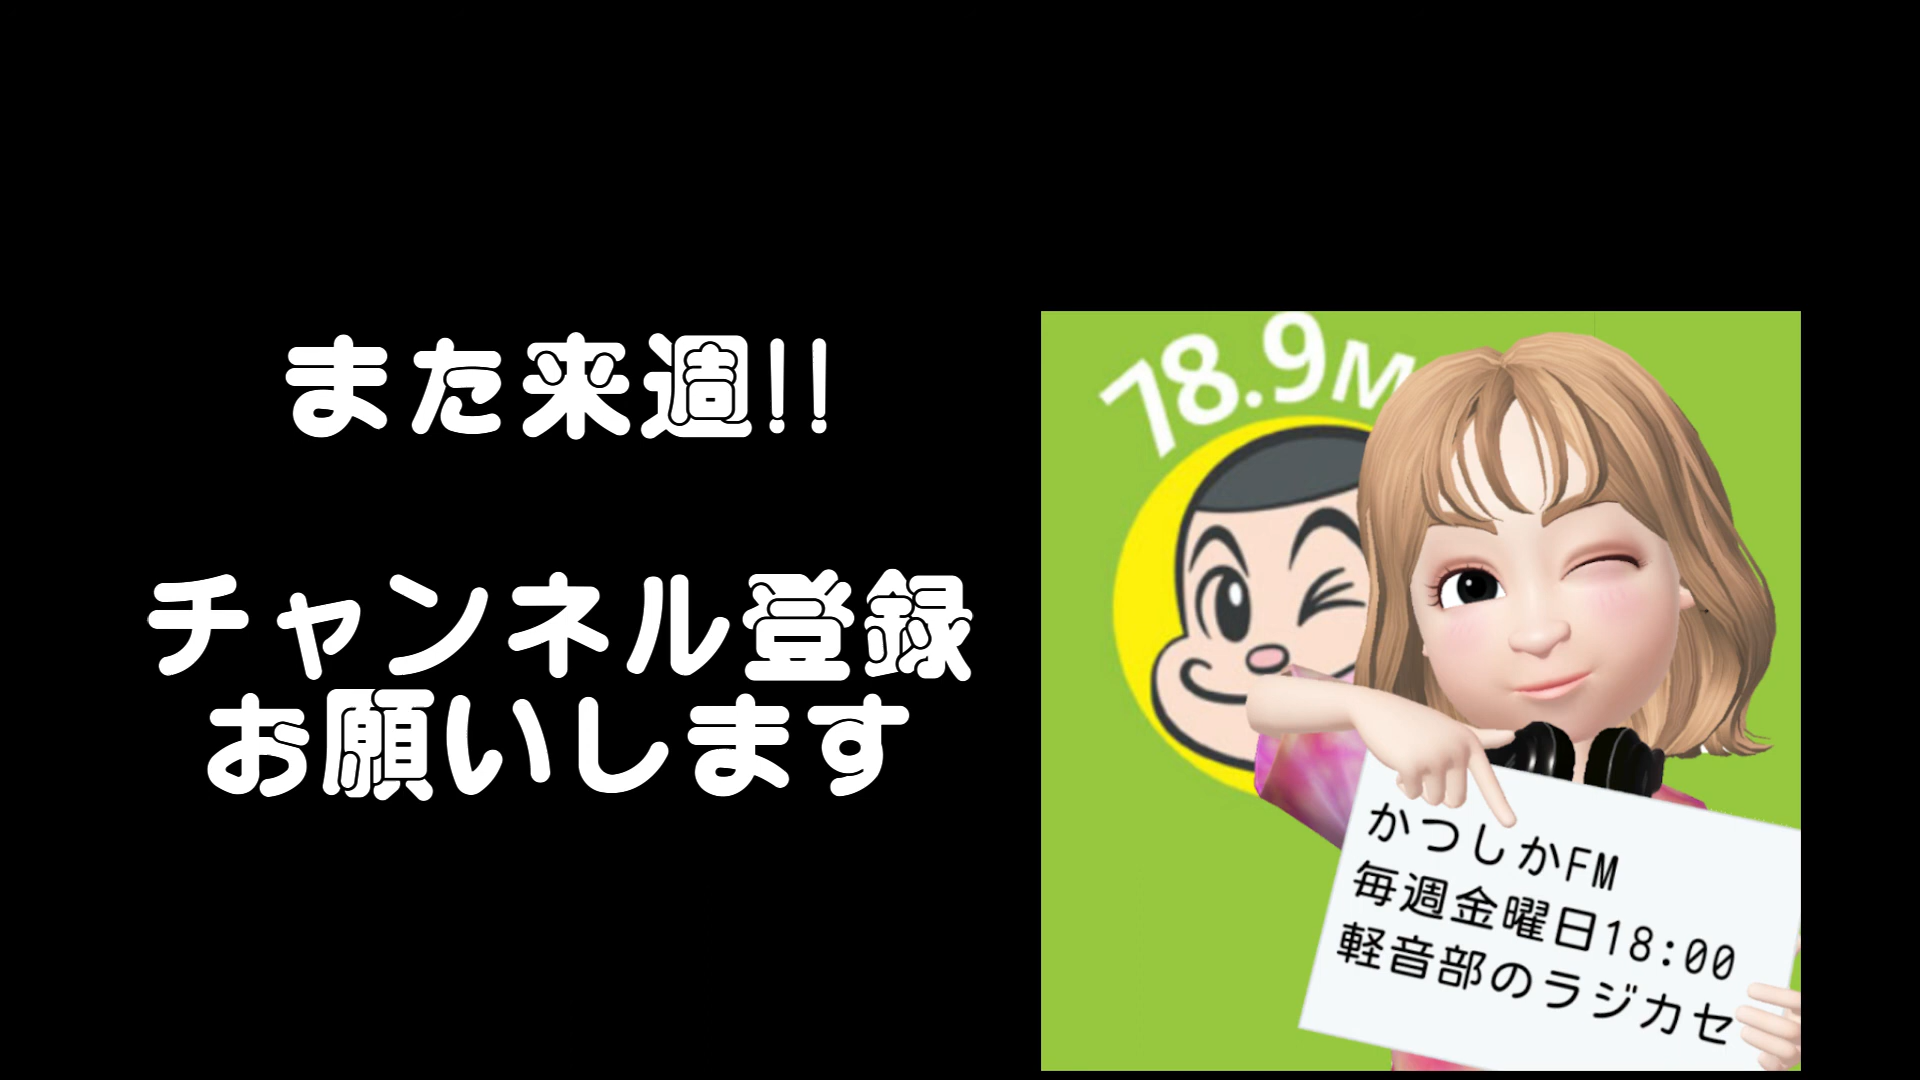 また来週!!
チャンネル登録
お願いします
78.9M
かつしかFM
毎週金曜日18:00
軽音部のラジカセ